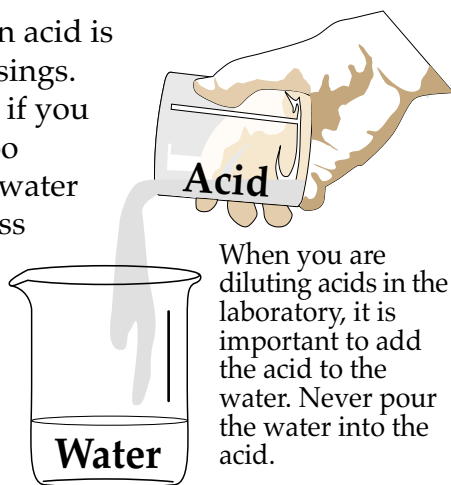 n acid is
sings.
if you
o
water
ss
Acid
Water
When you are
diluting acids in the
laboratory, it is
important to add
the acid to the
water. Never pour
the water into the
acid.